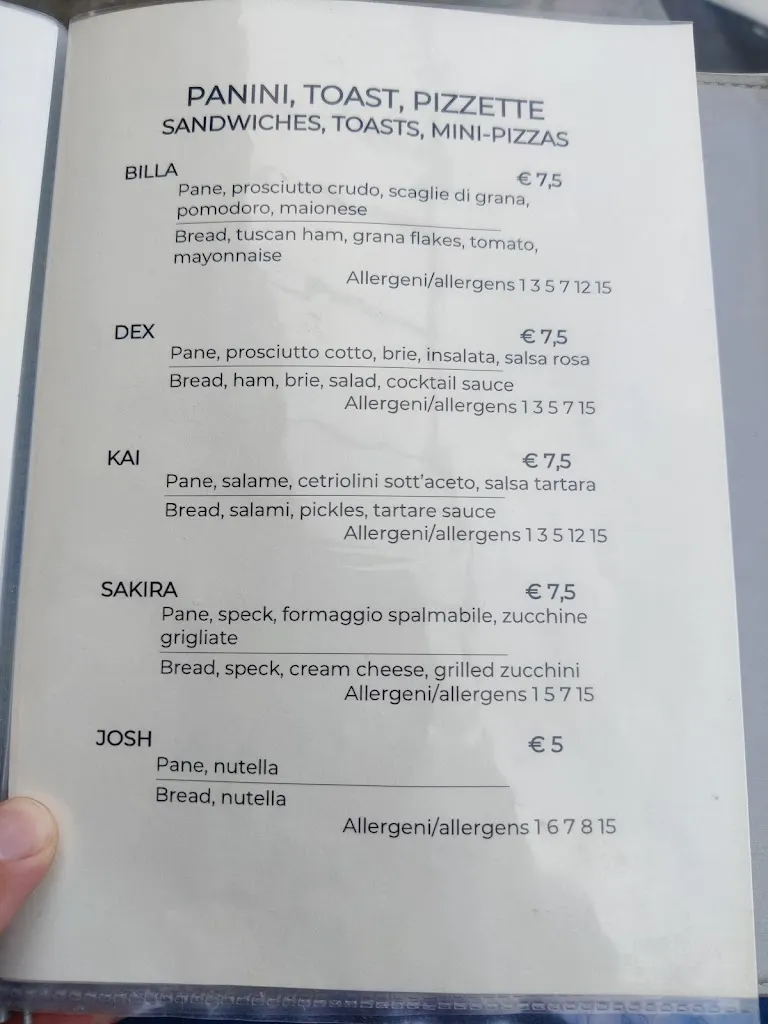 PANINI, TOAST, PIZZETTE
SANDWICHES, TOASTS, MINI-PIZZAS
BILLA € 7,5
Pane, prosciutto crudo, scaglie di grana,
pomodoro, maionese
Bread, tuscan ham, grana flakes, tomato,
mayonnaise
Allergeni/allergens 1 3 5 7 12 15
DEX € 7,5
Pane, prosciutto cotto, brie, insalata, salsa rosa
Bread, ham, brie, salad, cocktail sauce
Allergeni/allergens 1 3 5 7 15
KAI € 7,5
Pane, salame, cetriolini sott'aceto, salsa tartara
Bread, salami, pickles, tartare sauce
Allergeni/allergens 1 3 5 12 15
SAKIRA € 7,5
Pane, speck, formaggio spalmabile, zucchine
grigliate
Bread, speck, cream cheese, grilled zucchini
Allergeni/allergens 1 5 7 15
JOSH € 5
Pane, nutella
Bread, nutella
Allergeni/allergens 1 6 7 8 15